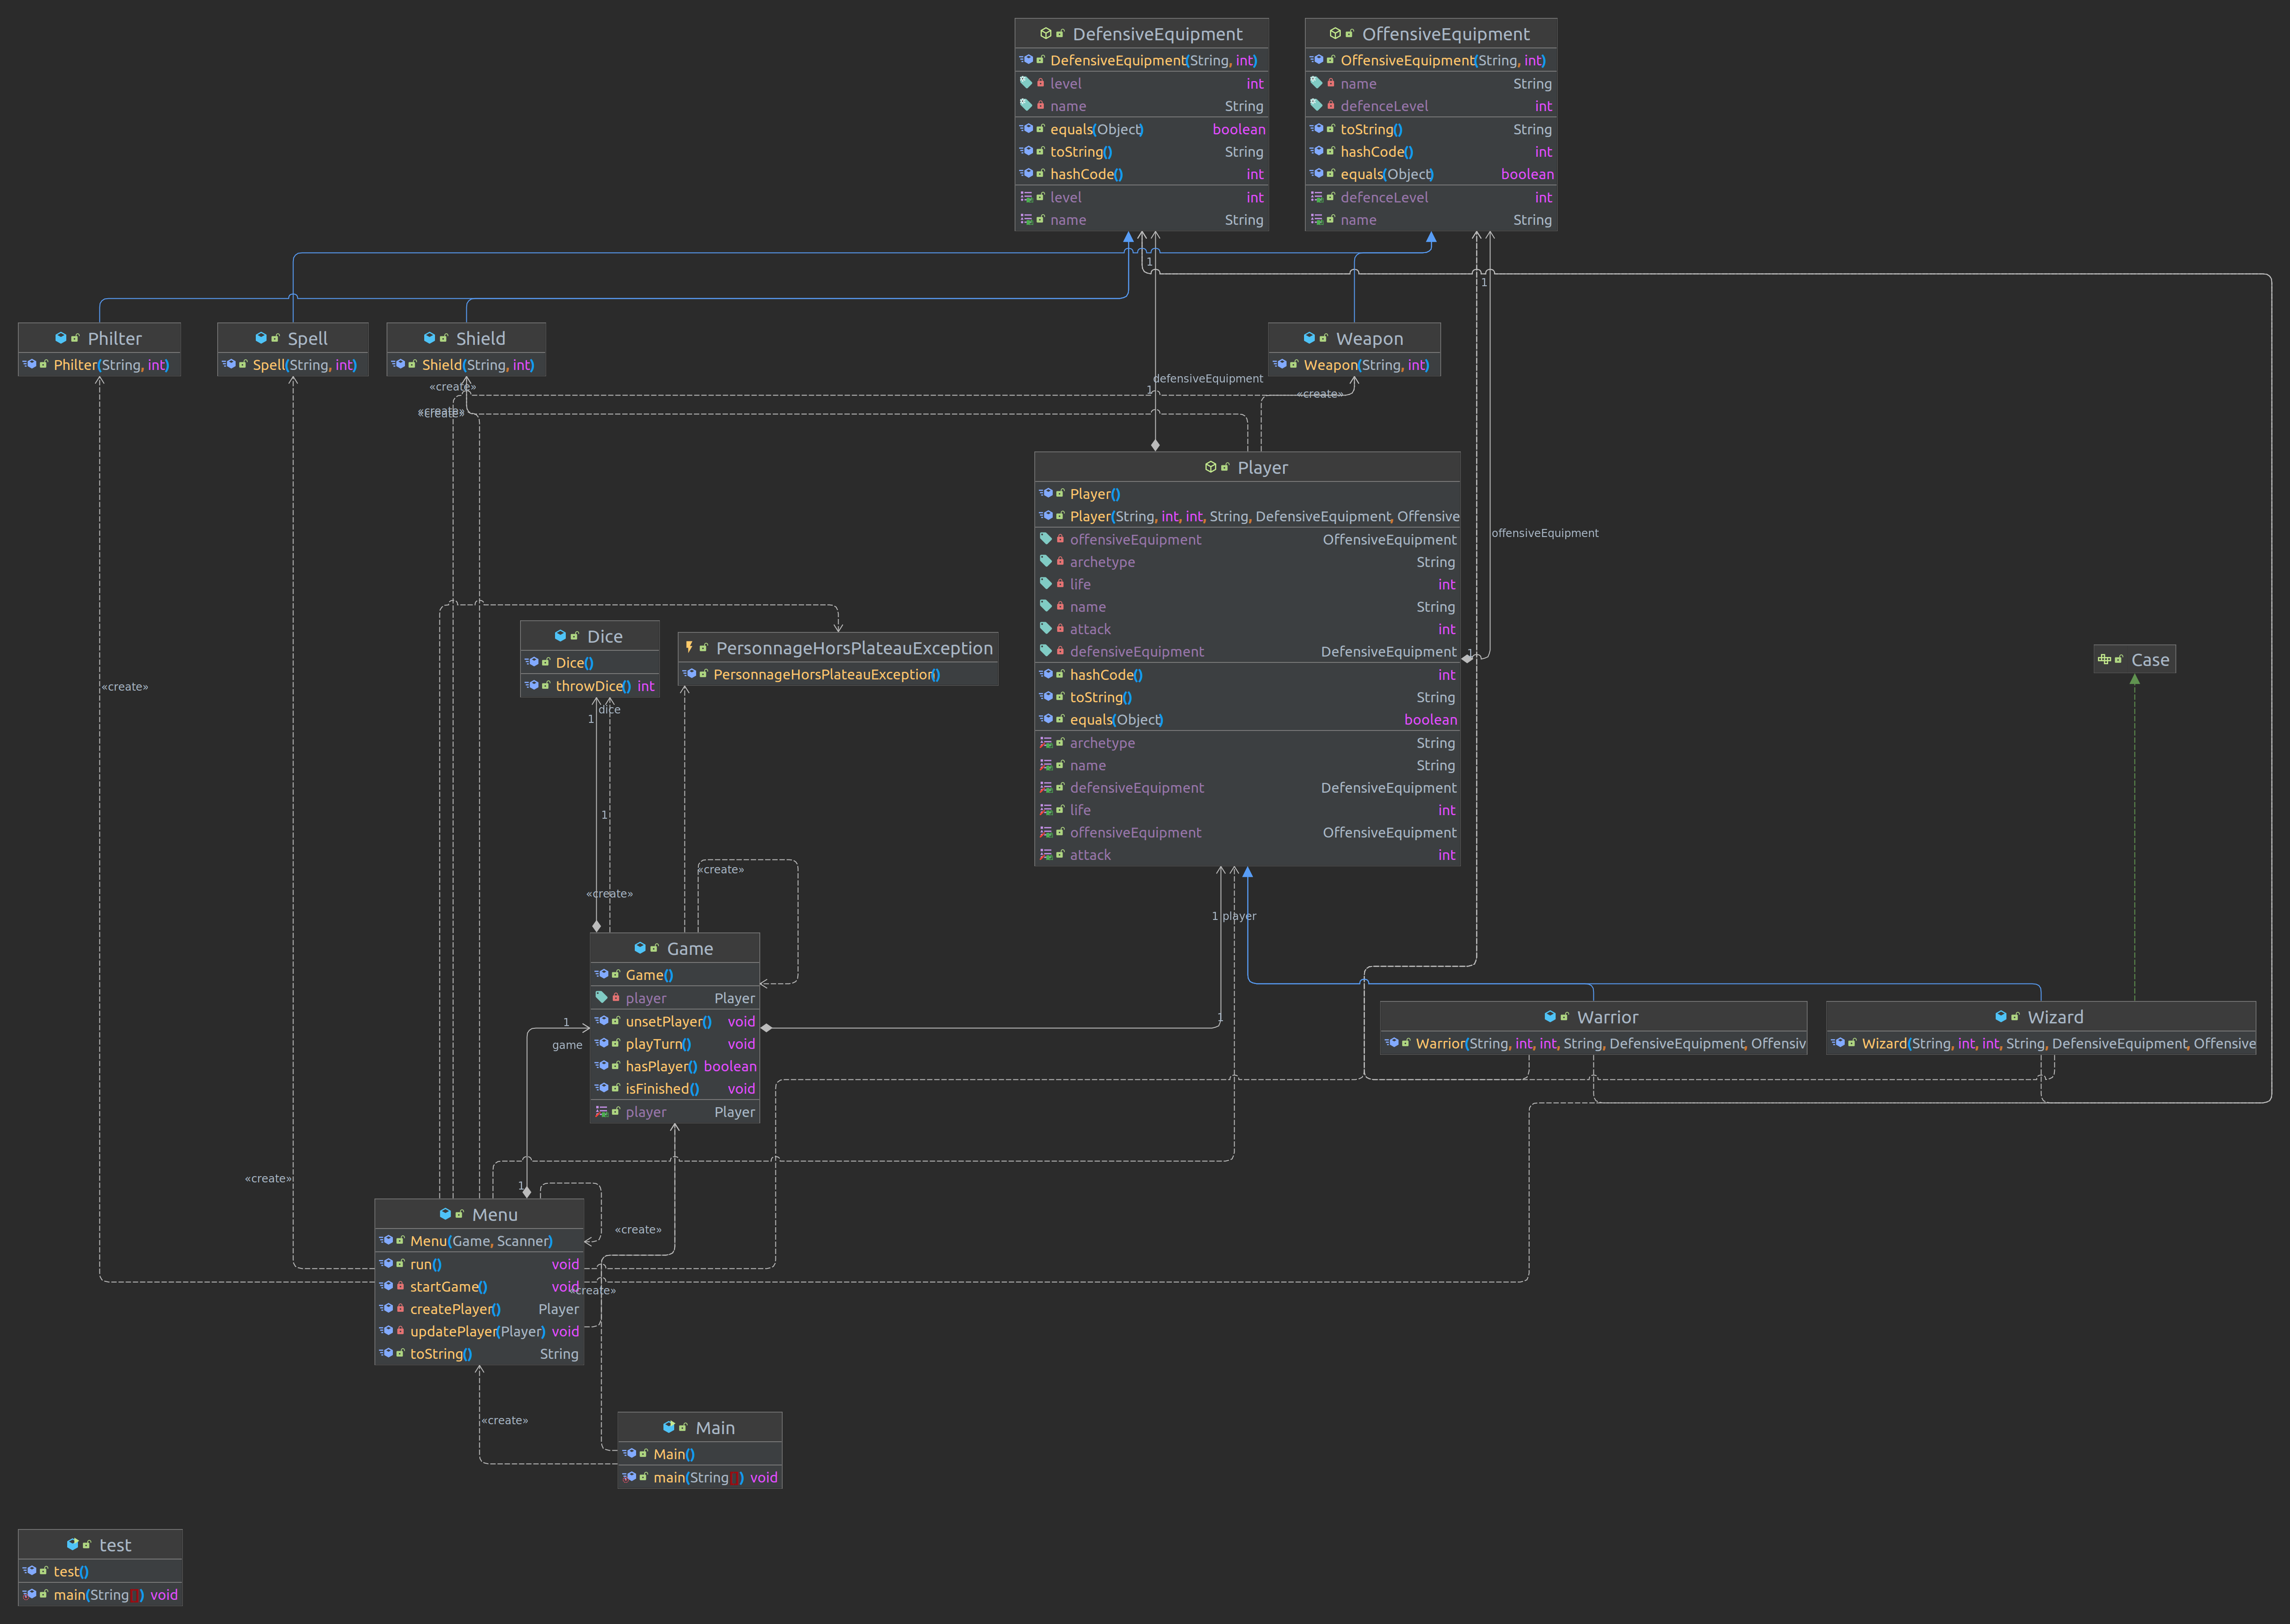 DefensiveEquipment
DefensiveEquipment(String, int)
level int
name String
equals(Object) boolean
toString() String
hashCode() int
level int
name String
OffensiveEquipment
OffensiveEquipment(String, int)
name String
defenceLevel int
toString() String
hashCode() int
equals(Object) boolean
defenceLevel int
name String
1
1
Philter
Philter(String, int)
Spell
Spell(String, int)
Shield
Shield(String, int)
Weapon
Weapon(String, int)
«create»
«create»
«create»
defensiveEquipment
1
«create»
Player
Player()
Player(String, int, int, String, DefensiveEquipment, Offensive
offensiveEquipment OffensiveEquipment
archetype String
life int
name String
attack int
defensiveEquipment DefensiveEquipment
hashCode() int
toString() String
equals(Object) boolean
archetype String
name String
defensiveEquipment DefensiveEquipment
life int
offensiveEquipment OffensiveEquipment
attack int
offensiveEquipment
1
Dice
Dice()
throwDice() int
PersonnageHorsPlateauException
PersonnageHorsPlateauException()
Case
«create»
dice
1
1
«create»
«create»
1 player
Game
Game()
player Player
unsetPlayer() void
playTurn() void
hasPlayer() boolean
isFinished() void
player Player
1
1
game
Warrior
Warrior(String, int, int, String, DefensiveEquipment, Offensiv
Wizard
Wizard(String, int, int, String, DefensiveEquipment, Offensive
«create»
1
Menu
Menu(Game, Scanner)
run() void
startGame() void
createPlayer() Player
updatePlayer(Player) void
toString() String
«create»
«create»
«create»
Main
Main()
main(String[]) void
test
test()
main(String[]) void